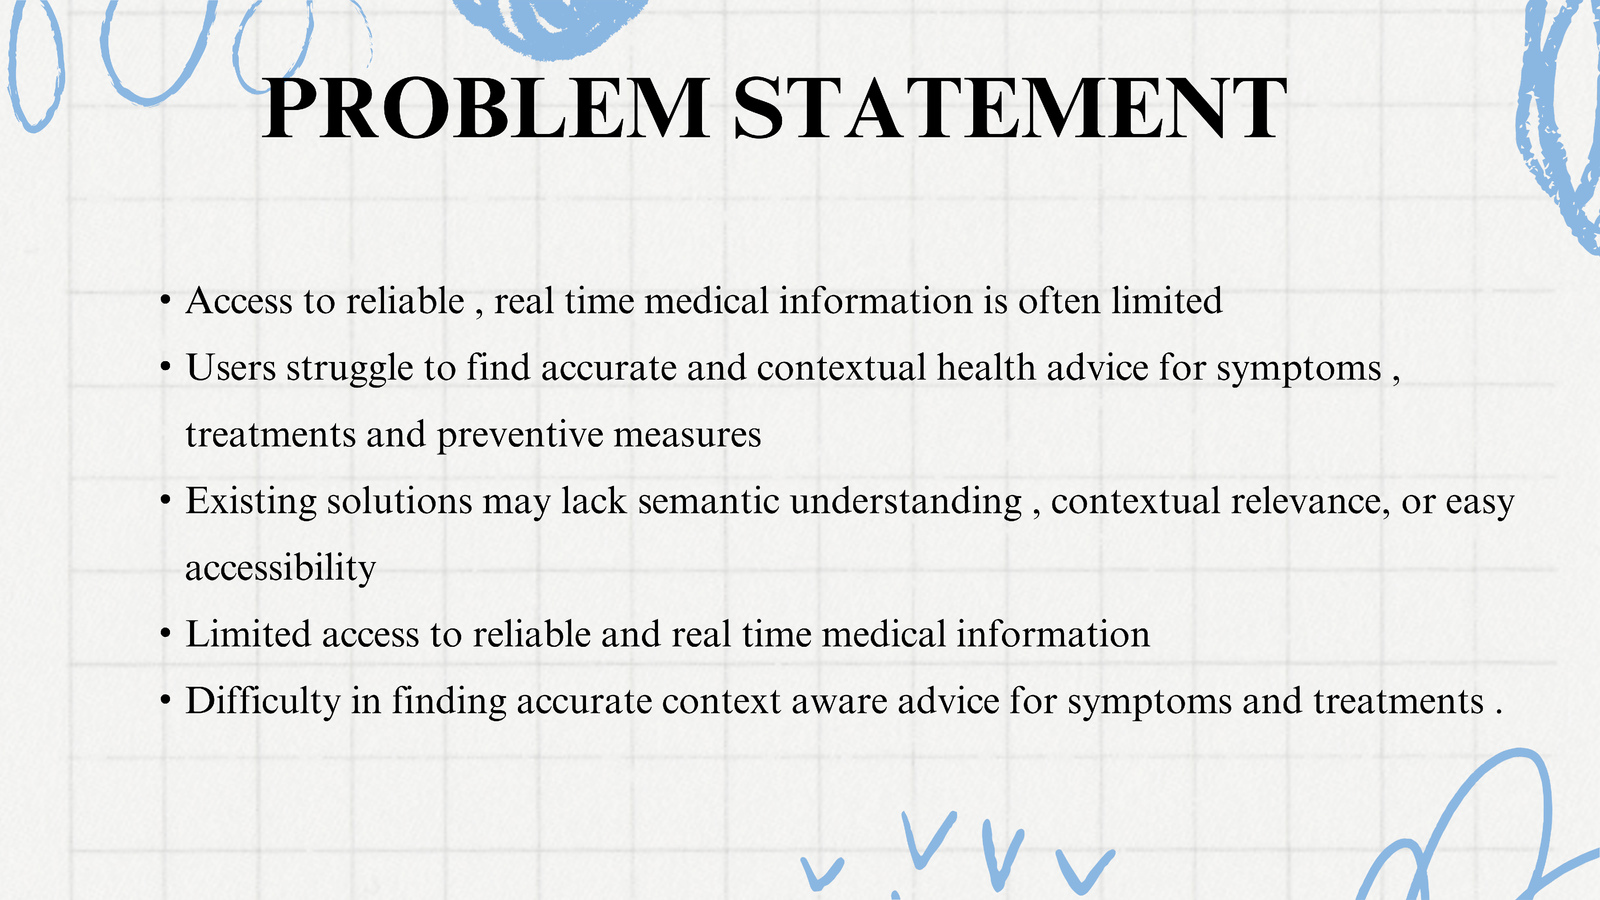 PROBLEM STATEMENT
• Access to reliable , real time medical information is often limited
• Users struggle to find accurate and contextual health advice for symptoms ,
treatments and preventive measures
• Existing solutions may lack semantic understanding , contextual relevance, or easy
accessibility
• Limited access to reliable and real time medical information
• Difficulty in finding accurate context aware advice for symptoms and treatments .